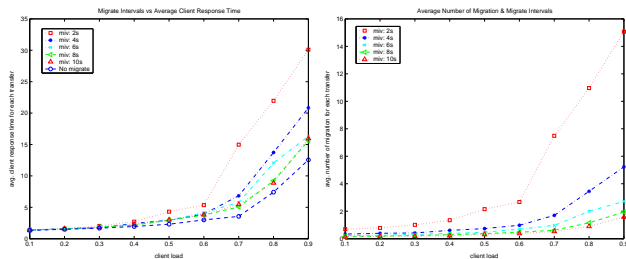 Migrate Intervals vs Average Client Response Time
35
30
25
20
15
10
5
0
0.1 0.2 0.3 0.4 0.5 0.6 0.7 0.8 0.9
client load
avg. client response time for each transfer
miv: 2s
miv: 4s
miv: 6s
miv: 8s
miv: 10s
No migrate
Average Number of Migration & Migrate Intervals
16
14
12
10
8
6
4
2
0
0.1 0.2 0.3 0.4 0.5 0.6 0.7 0.8 0.9
client load
avg. number of migration for each transfer
miv: 2s
miv: 4s
miv: 6s
miv: 8s
miv: 10s